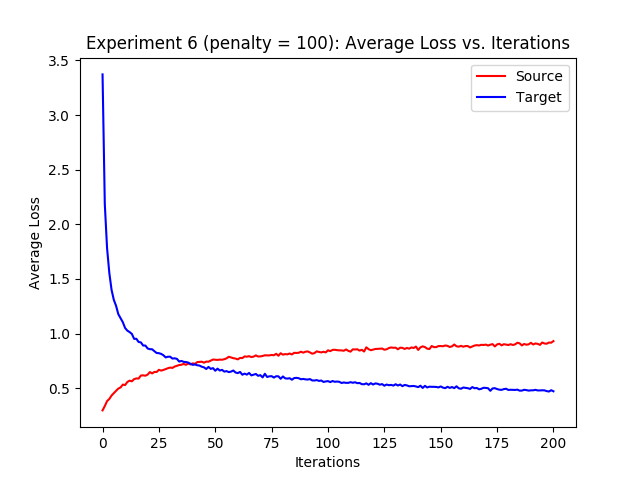 Experiment 6 (penalty = 100): Average Loss vs. Iterations
3.5
3.0
2.5
2.0
1.5
1.0
0.5
Average Loss
Source
Target
0 25 50 75 100 125 150 175 200
Iterations